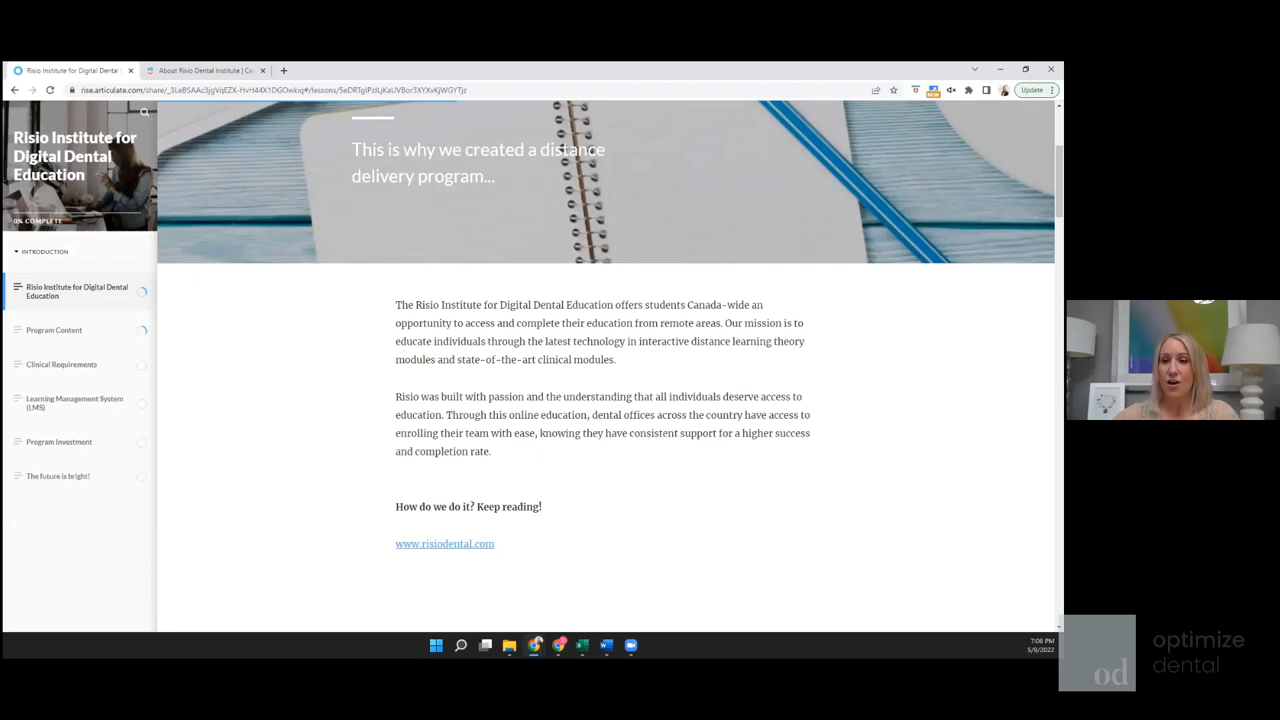 Risio Institute for Digital Dental
About Risio Dental Institute | Ca
rise.articulate.com/share/_3LeBSAAc3jgVqEZX-HvH44X1DGOwkiq#/lessons/5eDRTgIPzILjKaUVBor3XYXvKjWGYTjz
Update
NEW
Risio Institute for
Digital Dental
Education
0% COMPLETE
INTRODUCTION
Risio Institute for Digital Dental
Education
Program Content
Clinical Requirements
Learning Management System
(LMS)
Program Investment
The future is bright!
This is why we created a distance
delivery program...
The Risio Institute for Digital Dental Education offers students Canada-wide an
opportunity to access and complete their education from remote areas. Our mission is to
educate individuals through the latest technology in interactive distance learning theory
modules and state-of-the-art clinical modules.
Risio was built with passion and the understanding that all individuals deserve access to
education. Through this online education, dental offices across the country have access to
enrolling their team with ease, knowing they have consistent support for a higher success
and completion rate.
How do we do it? Keep reading!
www.risiodental.com
7:06 PM
5/9/2022
od
optimize
dental